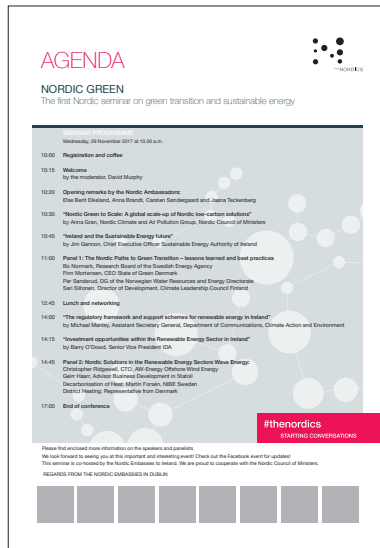 AGENDA
THE NORDICS
NORDIC GREEN
The first Nordic seminar on green transition and sustainable energy
SEMINAR PROGRAMME
Wednesday, 29 November 2017 at 10.00 a.m.
10:00 Registration and coffee
10:15 Welcome
by the moderator, David Murphy
10:20 Opening remarks by the Nordic Ambassadors:
Else Berit Eikeland, Anna Brandt, Carsten Søndergaard and Jaana Teckenberg
10:30 "Nordic Green to Scale: A global scale-up of Nordic low-carbon solutions"
by Anna Gran, Nordic Climate and Air Pollution Group, Nordic Council of Ministers
10:45 "Ireland and the Sustainable Energy future"
by Jim Gannon, Chief Executive Officer Sustainable Energy Authority of Ireland
11:00 Panel 1: The Nordic Paths to Green Transition – lessons learned and best practices
Bo Normark, Research Board of the Swedish Energy Agency
Finn Mortensen, CEO State of Green Denmark
Per Sanderud, DG of the Norwegian Water Resources and Energy Directorate
Sari Siitonen, Director of Development, Climate Leadership Council Finland
12:45 Lunch and networking
14:00 "The regulatory framework and support schemes for renewable energy in Ireland"
by Michael Manley, Assistant Secretary General, Department of Communications, Climate Action and Environment
14:15 "Investment opportunities within the Renewable Energy Sector in Ireland"
by Barry O'Dowd, Senior Vice President IDA
14:45 Panel 2: Nordic Solutions in the Renewable Energy Sectors Wave Energy:
Christopher Ridgewell, CTO, AW-Energy Offshore Wind Energy
Geirr Haarr, Advisor Business Development in Statoil
Decarbonisation of Heat: Martin Forsén, NIBE Sweden
District Heating: Representative from Denmark
17:00 End of conference
#thenordics
STARTING CONVERSATIONS
Please find enclosed more information on the speakers and panelists.
We look forward to seeing you at this important and interesting event! Check out the Facebook event for updates!
This seminar is co-hosted by the Nordic Embassies to Ireland. We are proud to cooperate with the Nordic Council of Ministers.
REGARDS FROM THE NORDIC EMBASSIES IN DUBLIN